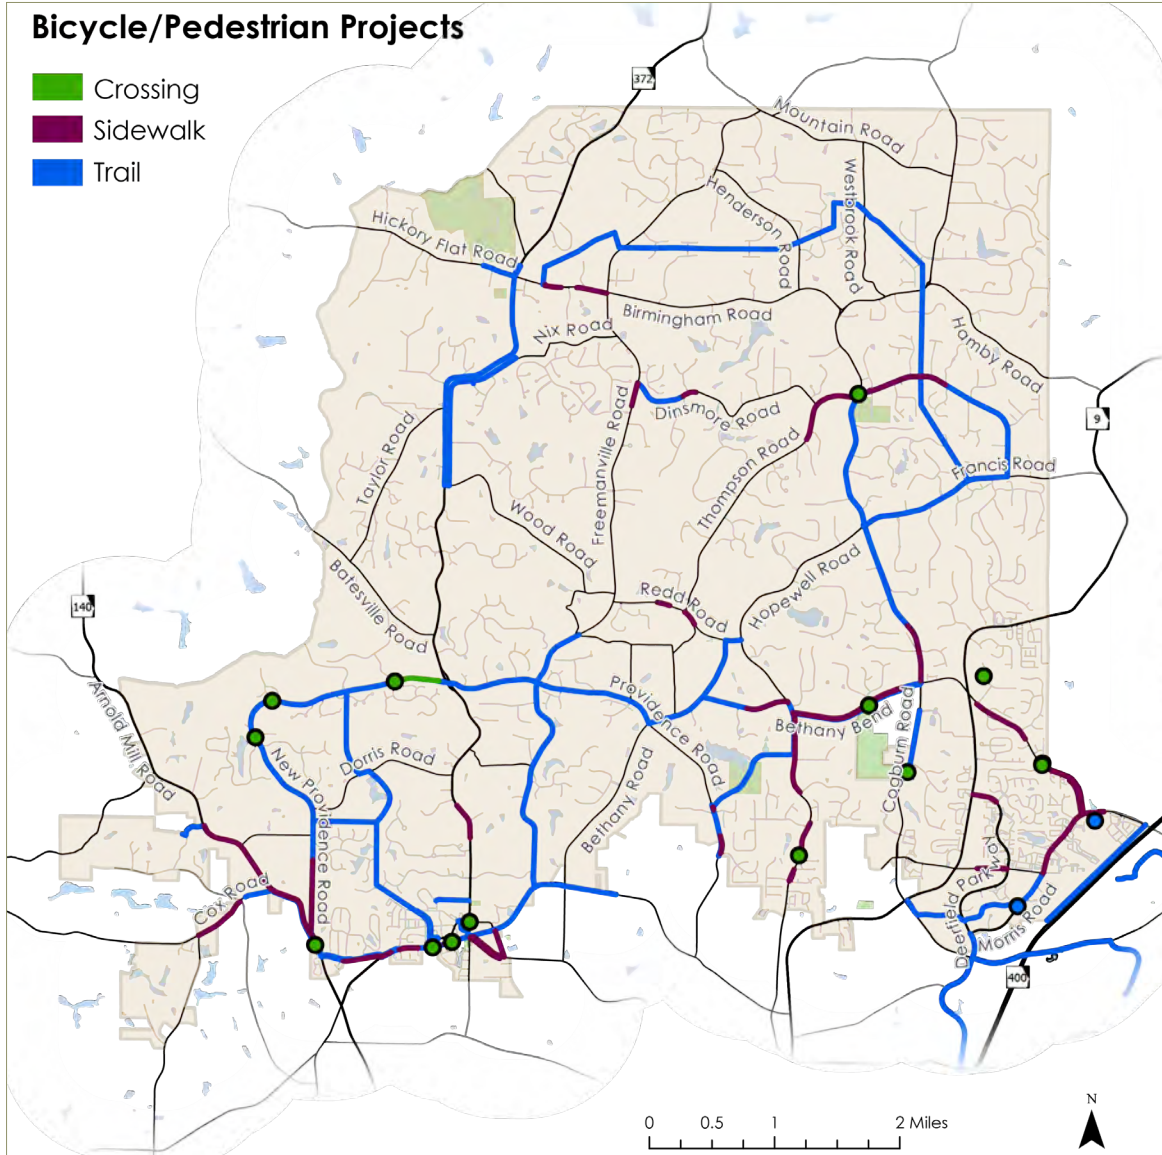 Bicycle/Pedestrian Projects
Crossing
Sidewalk
Trail
372
Mountain Road
Henderson Road
Westbrook Road
Hickory Flat Road
Birmingham Road
Nix Road
Hamby Road
Dinsmore Road
9
Taylor Road
Freemanville Road
Thompson Road
Francis Road
Wood Road
Batesville Road
Redd Road
Hopewell Road
140
Arnold Mill Road
Providence Road
Bethany Bend
New Providence Road
Dorris Road
Bethany Road
Cogburn Road
Cox Road
Deerfield Parkway
Morris Road
400
N
0 0.5 1 2 Miles